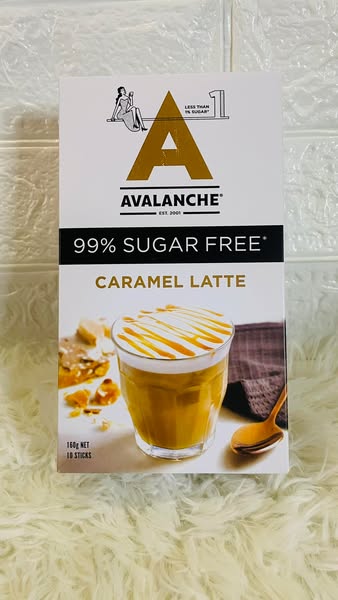 LESS THAN
1% SUGAR*
1
A
AVALANCHE®
EST. 2001
99% SUGAR FREE*
CARAMEL LATTE
160g NET
10 STICKS